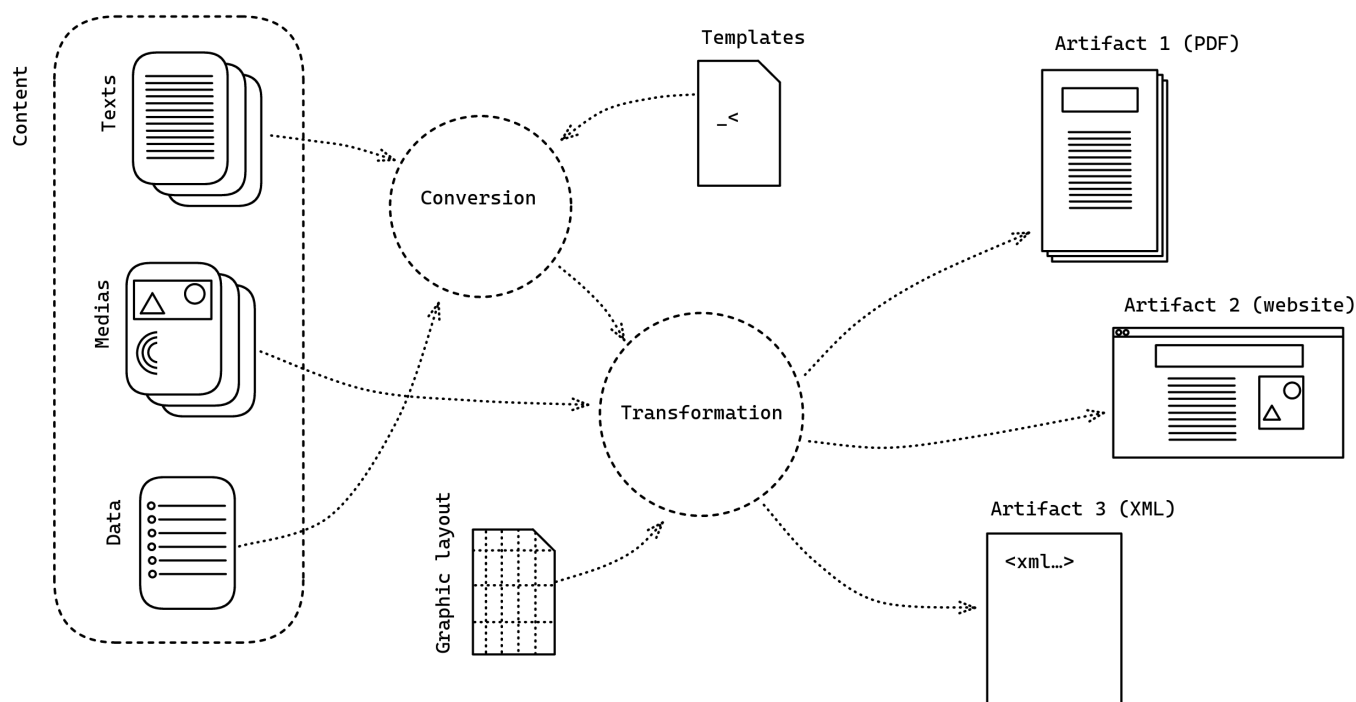 Content
Texts
Medias
Data
Conversion
Templates
_<
Transformation
Graphic layout
Artifact 1 (PDF)
Artifact 2 (website)
Artifact 3 (XML)
<xml…>